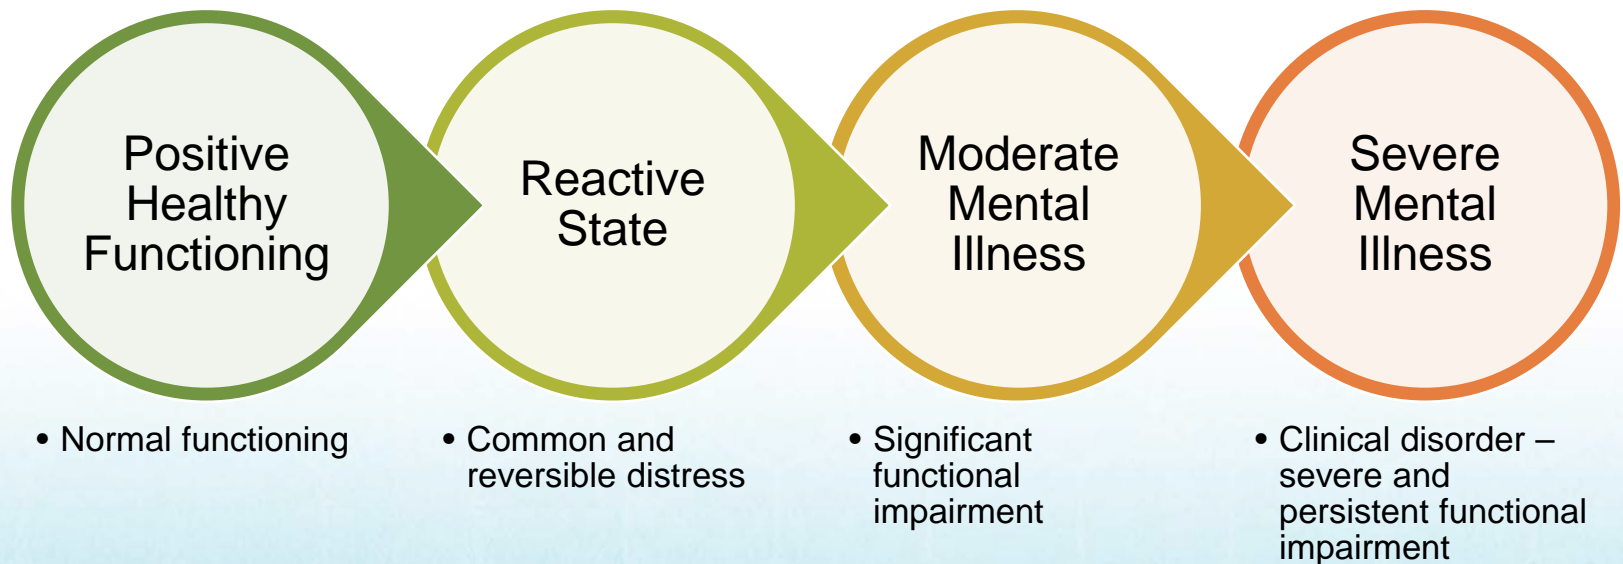 Positive
Healthy
Functioning
Reactive
State
Moderate
Mental
Illness
Severe
Mental
Illness
• Normal functioning
• Common and
reversible distress
• Significant
functional
impairment
• Clinical disorder –
severe and
persistent functional
impairment